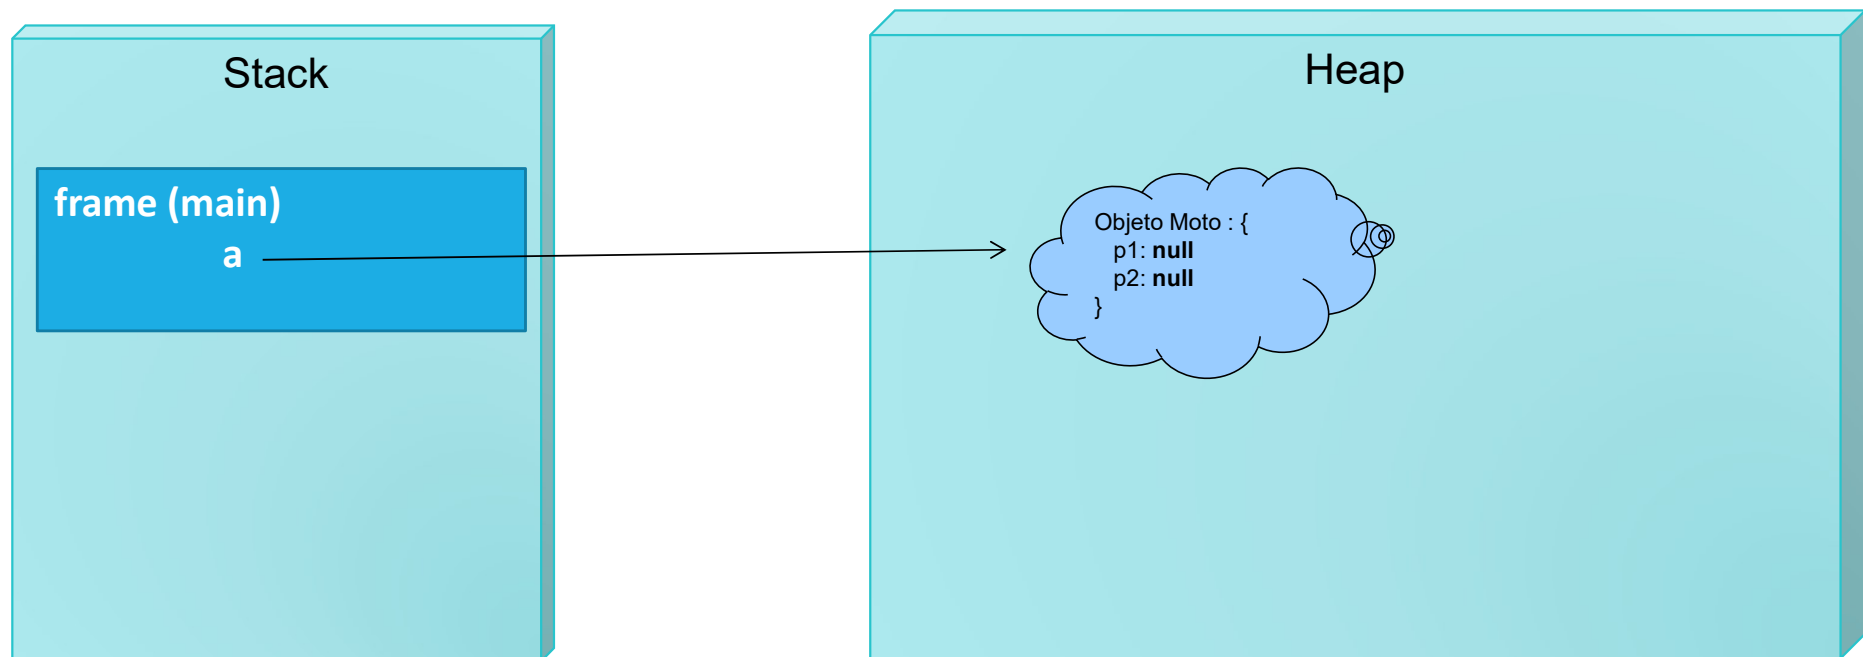 Stack
frame (main)
a
Heap
Objeto Moto : {
p1: null
p2: null
}